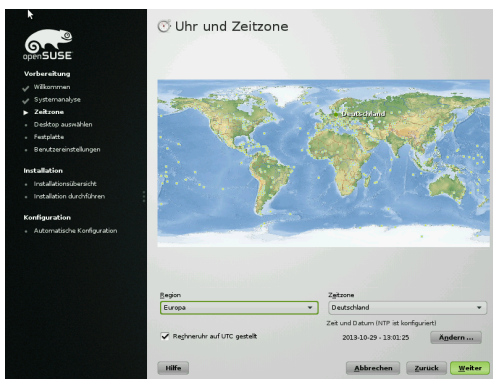 openSUSE
Vorbereitung
Willkommen
Systemanalyse
Zeitzone
Desktop auswählen
Festplatte
Benutzereinstellungen
Installation
Installationsübersicht
Installation durchführen
Konfiguration
Automatische Konfiguration
Uhr und Zeitzone
Deutschland
Region
Europa
Zeitzone
Deutschland
Rechneruhr auf UTC gestellt
Zeit und Datum (NTP ist konfiguriert)
2013-10-29 - 13:01:25
Ändern ...
Hilfe
Abbrechen
Zurück
Weiter